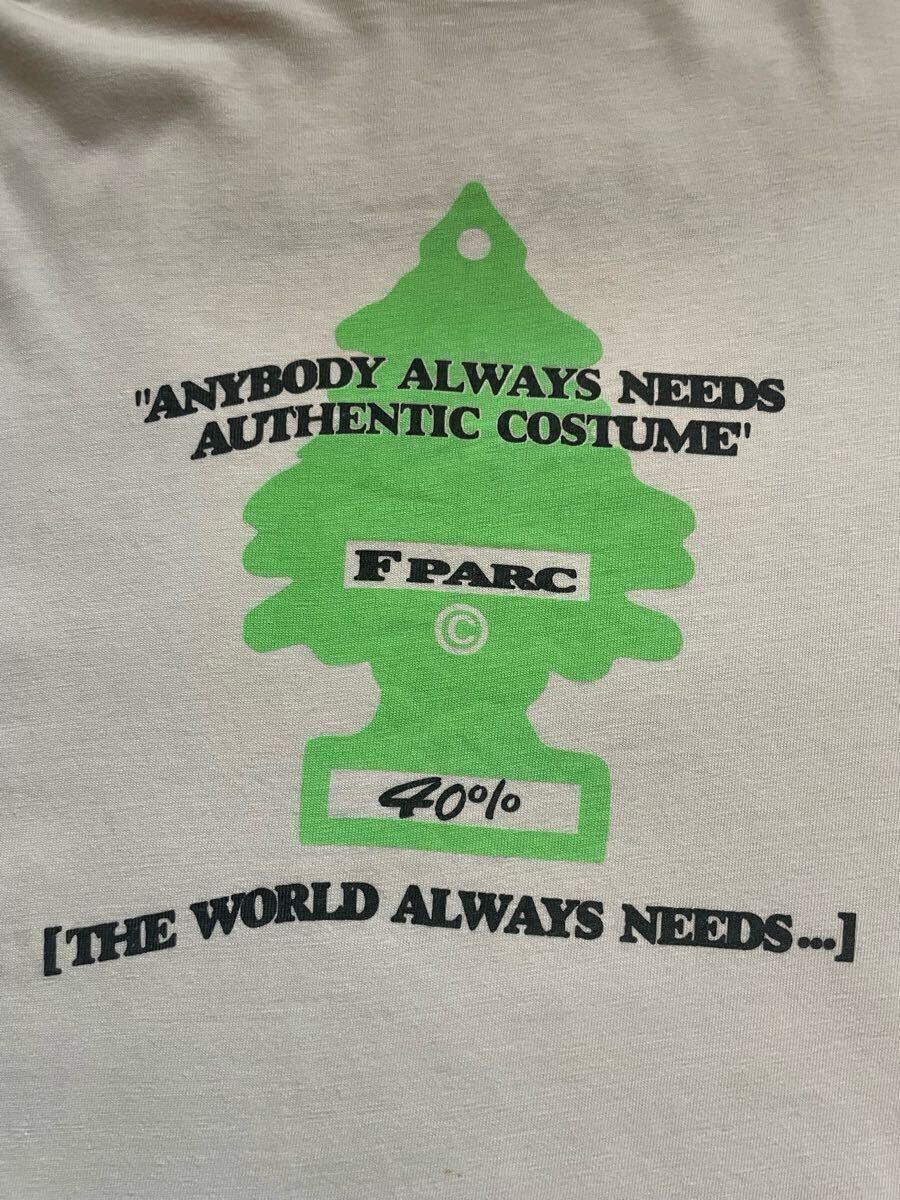 "ANYBODY ALWAYS NEEDS
AUTHENTIC COSTUME"
F PARC
©
40%
[THE WORLD ALWAYS NEEDS...]